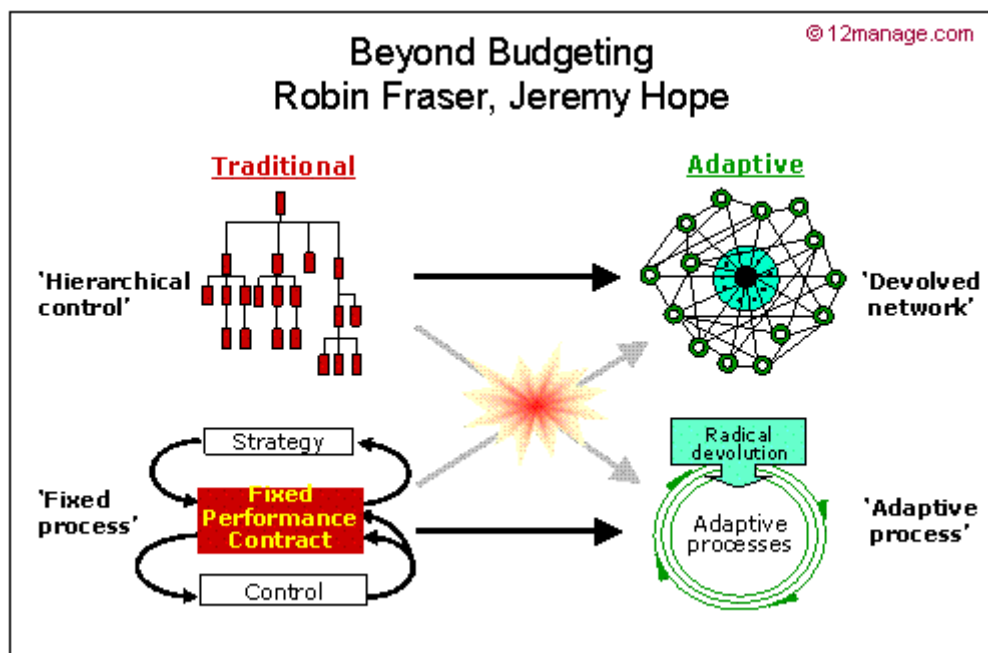 © 12manage.com
Beyond Budgeting
Robin Fraser, Jeremy Hope
Traditional
Adaptive
'Hierarchical
control'
'Devolved
network'
Strategy
Fixed
Performance
Contract
Control
'Fixed
process'
Radical
devolution
Adaptive
processes
'Adaptive
process'